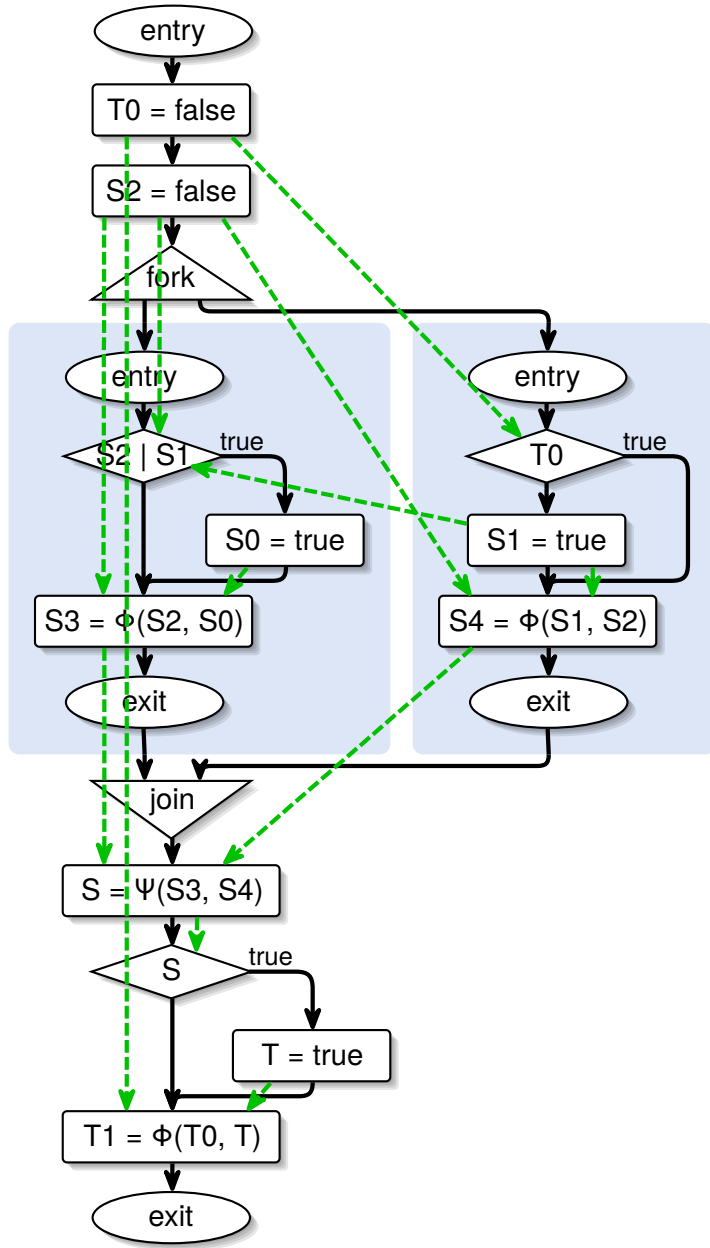 entry
T0 = false
S2 = false
fork
entry
entry
S2 | S1
true
T0
true
S0 = true
S1 = true
S3 = Φ(S2, S0)
S4 = Φ(S1, S2)
exit
exit
join
S = Ψ(S3, S4)
S
true
T = true
T1 = Φ(T0, T)
exit